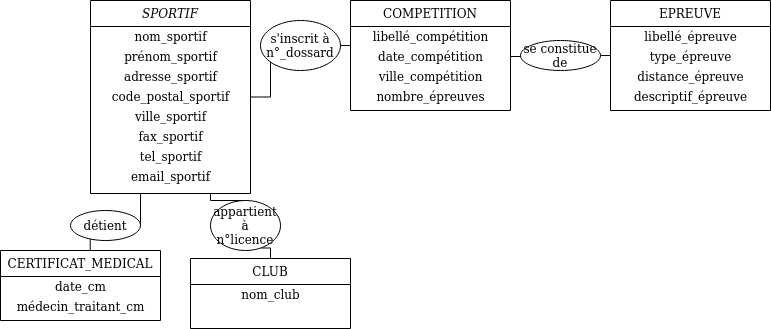 SPORTIF
nom_sportif
prénom_sportif
adresse_sportif
code_postal_sportif
ville_sportif
fax_sportif
tel_sportif
email_sportif
s'inscrit à
n°_dossard
COMPETITION
libellé_compétition
date_compétition
ville_compétition
nombre_épreuves
se constitue
de
EPREUVE
libellé_épreuve
type_épreuve
distance_épreuve
descriptif_épreuve
détient
appartient
à
n°licence
CERTIFICAT_MEDICAL
date_cm
médecin_traitant_cm
CLUB
nom_club